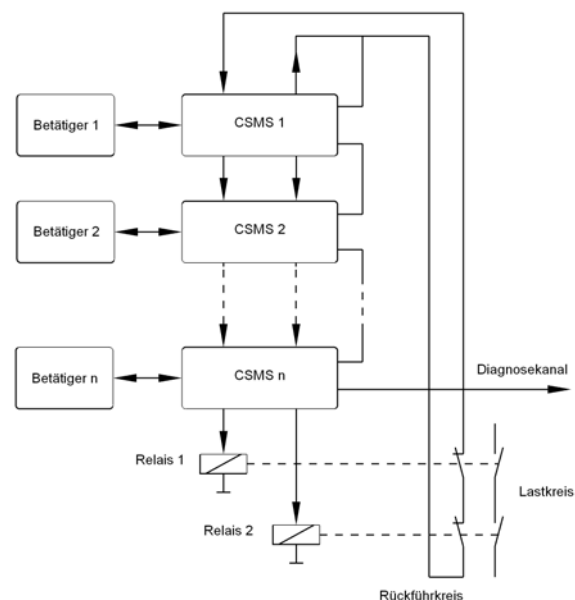 Betätiger 1
CSMS 1
Betätiger 2
CSMS 2
Betätiger n
CSMS n
Diagnosekanal
Relais 1
Lastkreis
Relais 2
Rückführkreis